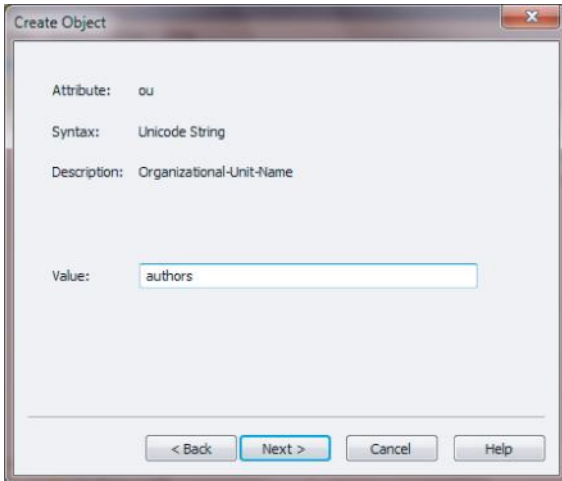 Create Object
Attribute: ou
Syntax: Unicode String
Description: Organizational-Unit-Name
Value: authors
< Back Next > Cancel Help